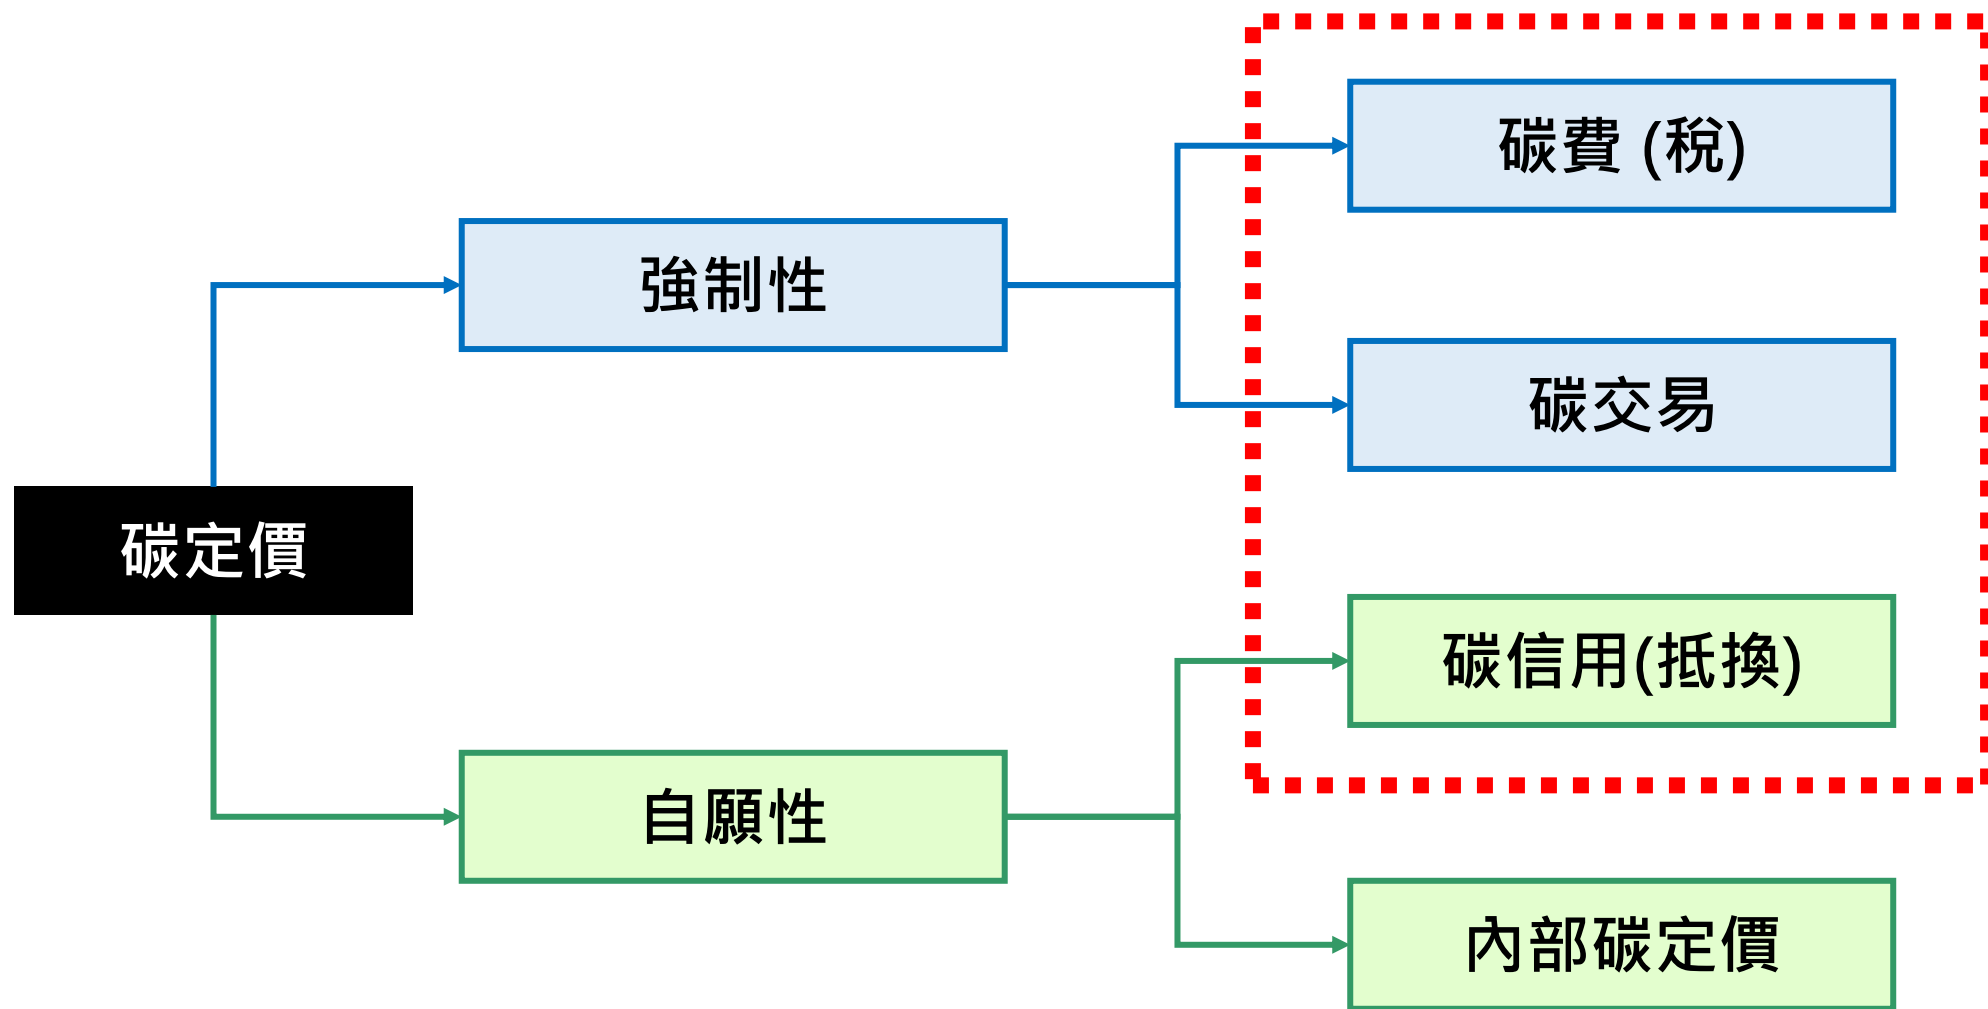 碳費 (稅)
強制性
碳交易
碳定價
碳信用(抵換)
自願性
內部碳定價